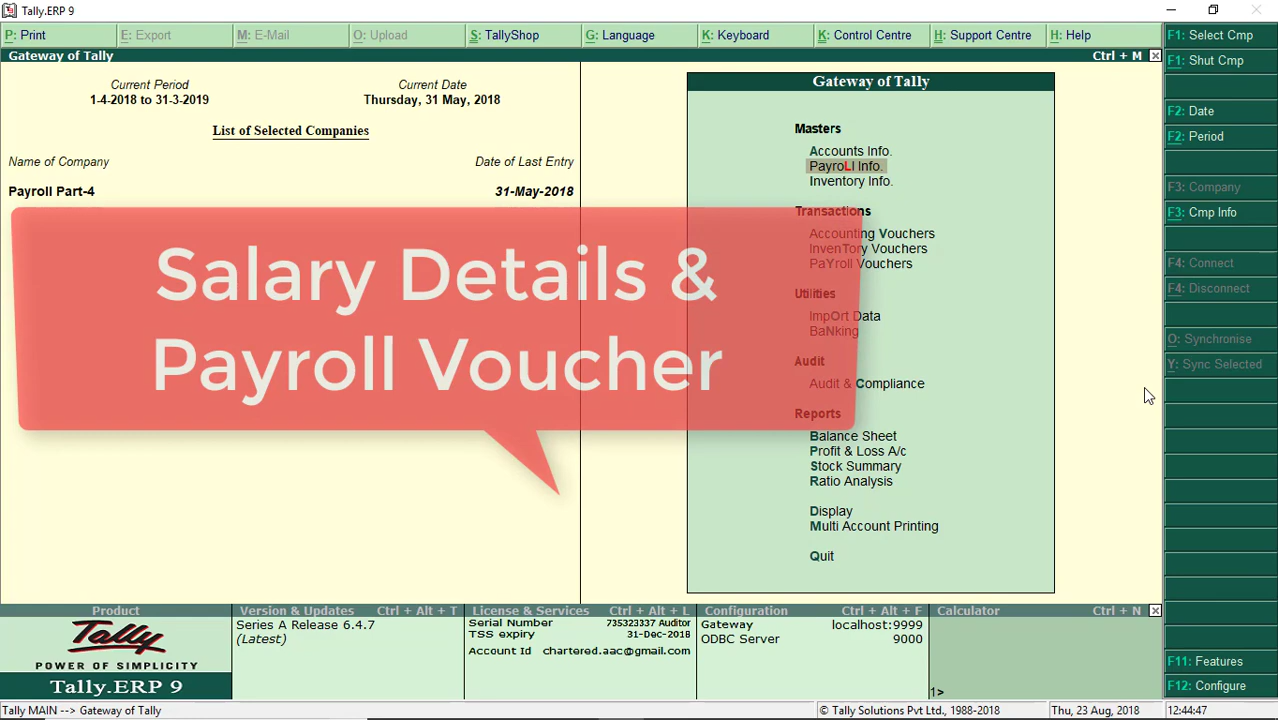 Tally.ERP 9
P: Print
E: Export
M: E-Mail
O: Upload
S: TallyShop
G: Language
K: Keyboard
K: Control Centre
H: Support Centre
H: Help
Gateway of Tally
Ctrl + M
Current Period
1-4-2018 to 31-3-2019
Current Date
Thursday, 31 May, 2018
List of Selected Companies
Name of Company
Date of Last Entry
Payroll Part-4
31-May-2018
Salary Details &
Payroll Voucher
Gateway of Tally
Masters
Accounts Info.
PayroLl Info.
Inventory Info.
Transactions
Accounting Vouchers
InvenTory Vouchers
PaYroll Vouchers
Utilities
ImpOrt Data
BaNking
Audit
Audit & Compliance
Reports
Balance Sheet
Profit & Loss A/c
Stock Summary
Ratio Analysis
Display
Multi Account Printing
Quit
F1: Select Cmp
F1: Shut Cmp
F2: Date
F2: Period
F3: Company
F3: Cmp Info
F4: Connect
F4: Disconnect
O: Synchronise
Y: Sync Selected
F11: Features
F12: Configure
Product
Tally
POWER OF SIMPLICITY
Tally.ERP 9
Version & Updates Ctrl + Alt + T
Series A Release 6.4.7
(Latest)
License & Services Ctrl + Alt + L
Serial Number 735323337 Auditor
TSS expiry 31-Dec-2018
Account Id chartered.aac@gmail.com
Configuration Ctrl + Alt + F
Gateway localhost:9999
ODBC Server 9000
Calculator Ctrl + N
1>
Tally MAIN --> Gateway of Tally
© Tally Solutions Pvt Ltd., 1988-2018
Thu, 23 Aug, 2018
12:44:47